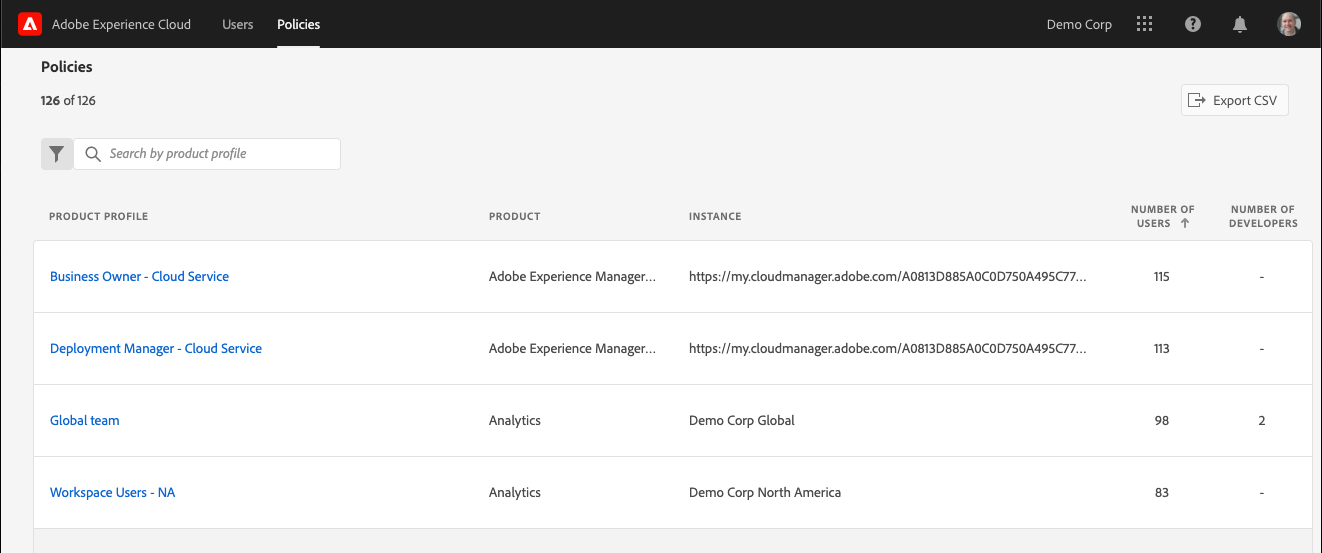 Adobe Experience Cloud Users Policies Demo Corp
Policies
126 of 126
Export CSV
Search by product profile
PRODUCT PROFILE PRODUCT INSTANCE NUMBER OF USERS ↑ NUMBER OF DEVELOPERS
Business Owner - Cloud Service Adobe Experience Manager... https://my.cloudmanager.adobe.com/A0813D885A0C0D750A495C77... 115 -
Deployment Manager - Cloud Service Adobe Experience Manager... https://my.cloudmanager.adobe.com/A0813D885A0C0D750A495C77... 113 -
Global team Analytics Demo Corp Global 98 2
Workspace Users - NA Analytics Demo Corp North America 83 -